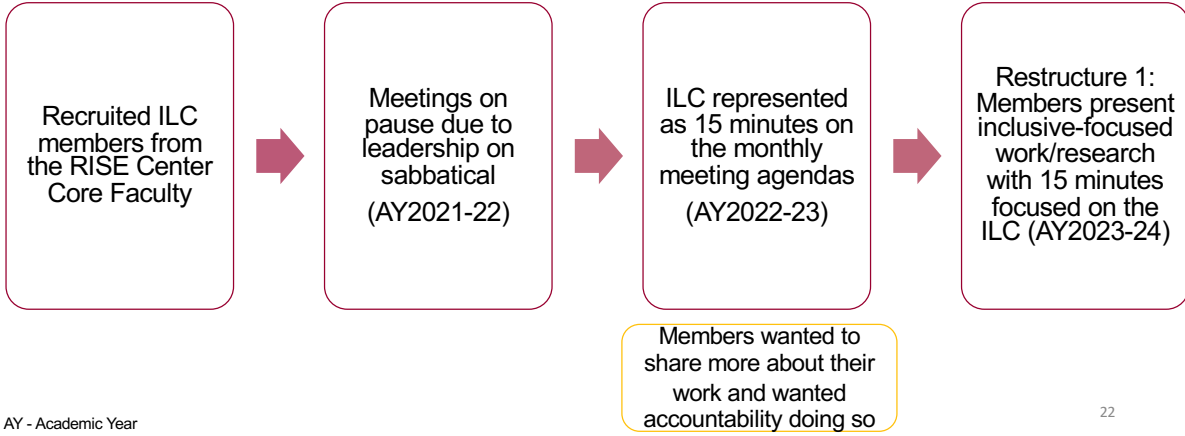 Recruited ILC
members from
the RISE Center
Core Faculty
Meetings on
pause due to
leadership on
sabbatical
(AY2021-22)
ILC represented
as 15 minutes on
the monthly
meeting agendas
(AY2022-23)
Restructure 1:
Members present
inclusive-focused
work/research
with 15 minutes
focused on the
ILC (AY2023-24)
Members wanted to
share more about their
work and wanted
accountability doing so
AY - Academic Year
22